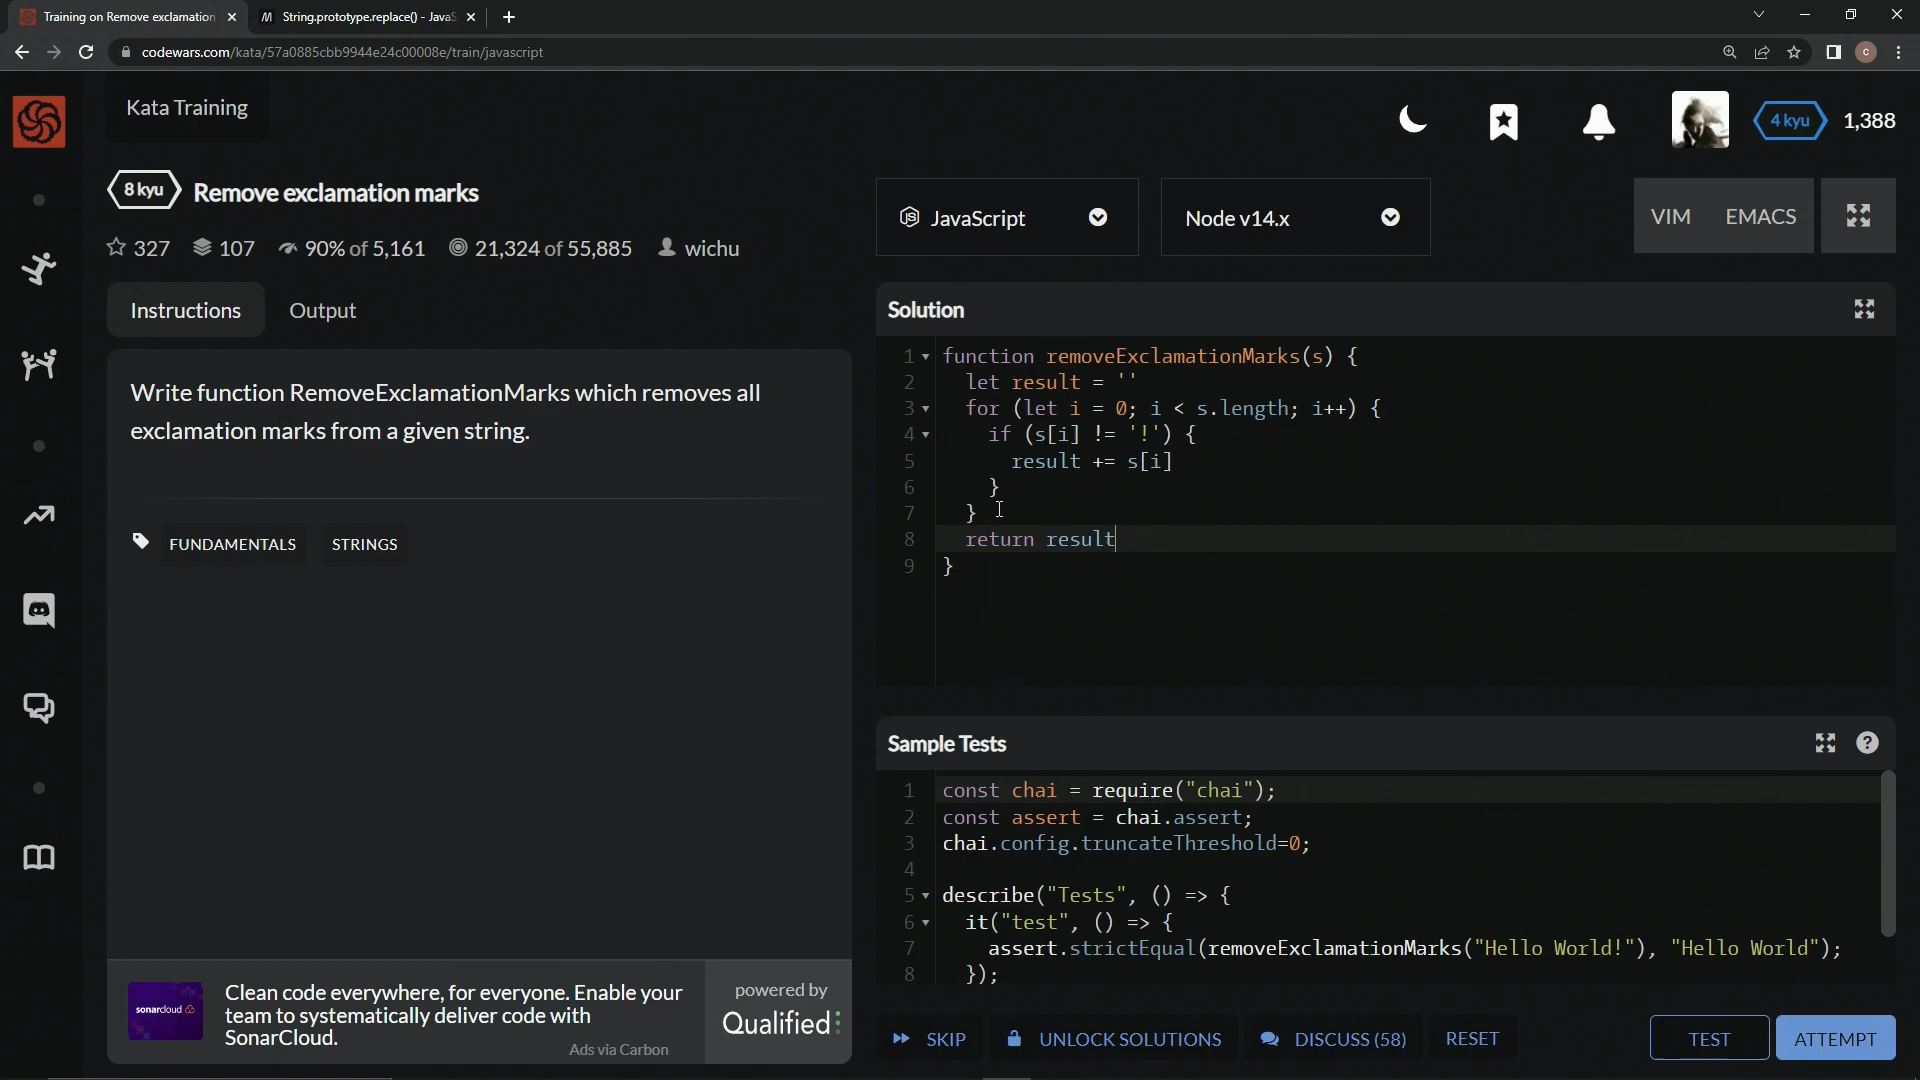 Training on Remove exclamation
String.prototype.replace() - JavaS
codewars.com/kata/57a0885cbb9944e24c00008e/train/javascript
C
Kata Training
4 kyu
1,388
8 kyu
Remove exclamation marks
327
107
90% of 5,161
21,324 of 55,885
wichu
JavaScript
Node v14.x
VIM
EMACS
Instructions
Output
Write function RemoveExclamationMarks which removes all
exclamation marks from a given string.
FUNDAMENTALS
STRINGS
sonarcloud
Clean code everywhere, for everyone. Enable your
team to systematically deliver code with
SonarCloud.
Ads via Carbon
powered by
Qualified
Solution
1 function removeExclamationMarks(s) {
2 let result = ''
3 for (let i = 0; i < s.length; i++) {
4 if (s[i] != '!') {
5 result += s[i]
6 }
7 }
8 return result
9 }
Sample Tests
?
1 const chai = require("chai");
2 const assert = chai.assert;
3 chai.config.truncateThreshold=0;
4
5 describe("Tests", () => {
6 it("test", () => {
7 assert.strictEqual(removeExclamationMarks("Hello World!"), "Hello World");
8 });
SKIP
UNLOCK SOLUTIONS
DISCUSS (58)
RESET
TEST
ATTEMPT